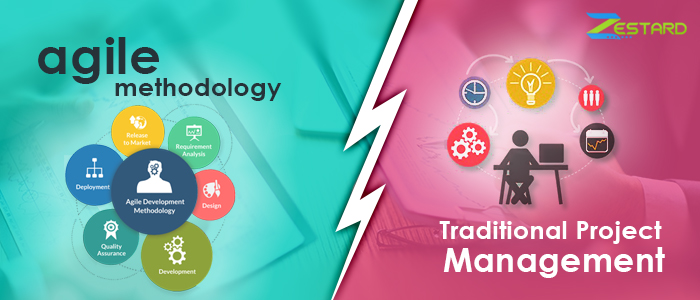 agile
methodology
Release
to Market
Requirement
Analysis
Deployment
Agile Development
Methodology
Design
Quality
Assurance
Development
ZESTARD
Traditional Project
Management